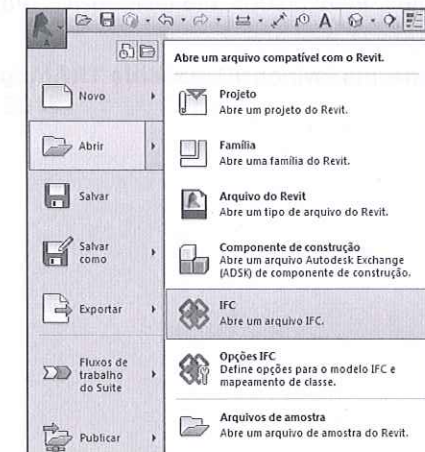 A
A
Abre um arquivo compatível com o Revit.
Novo
Abrir
Salvar
Salvar
como
Exportar
Fluxos de
trabalho
do Suite
Publicar
Projeto
Abre um projeto do Revit.
Família
Abre uma família do Revit.
Arquivo do Revit
Abre um tipo de arquivo do Revit.
Componente de construção
Abre um arquivo Autodesk Exchange
(ADSK) de componente de construção.
IFC
Abre um arquivo IFC.
Opções IFC
Define opções para o modelo IFC e
mapeamento de classe.
Arquivos de amostra
Abre um arquivo de amostra do Revit.